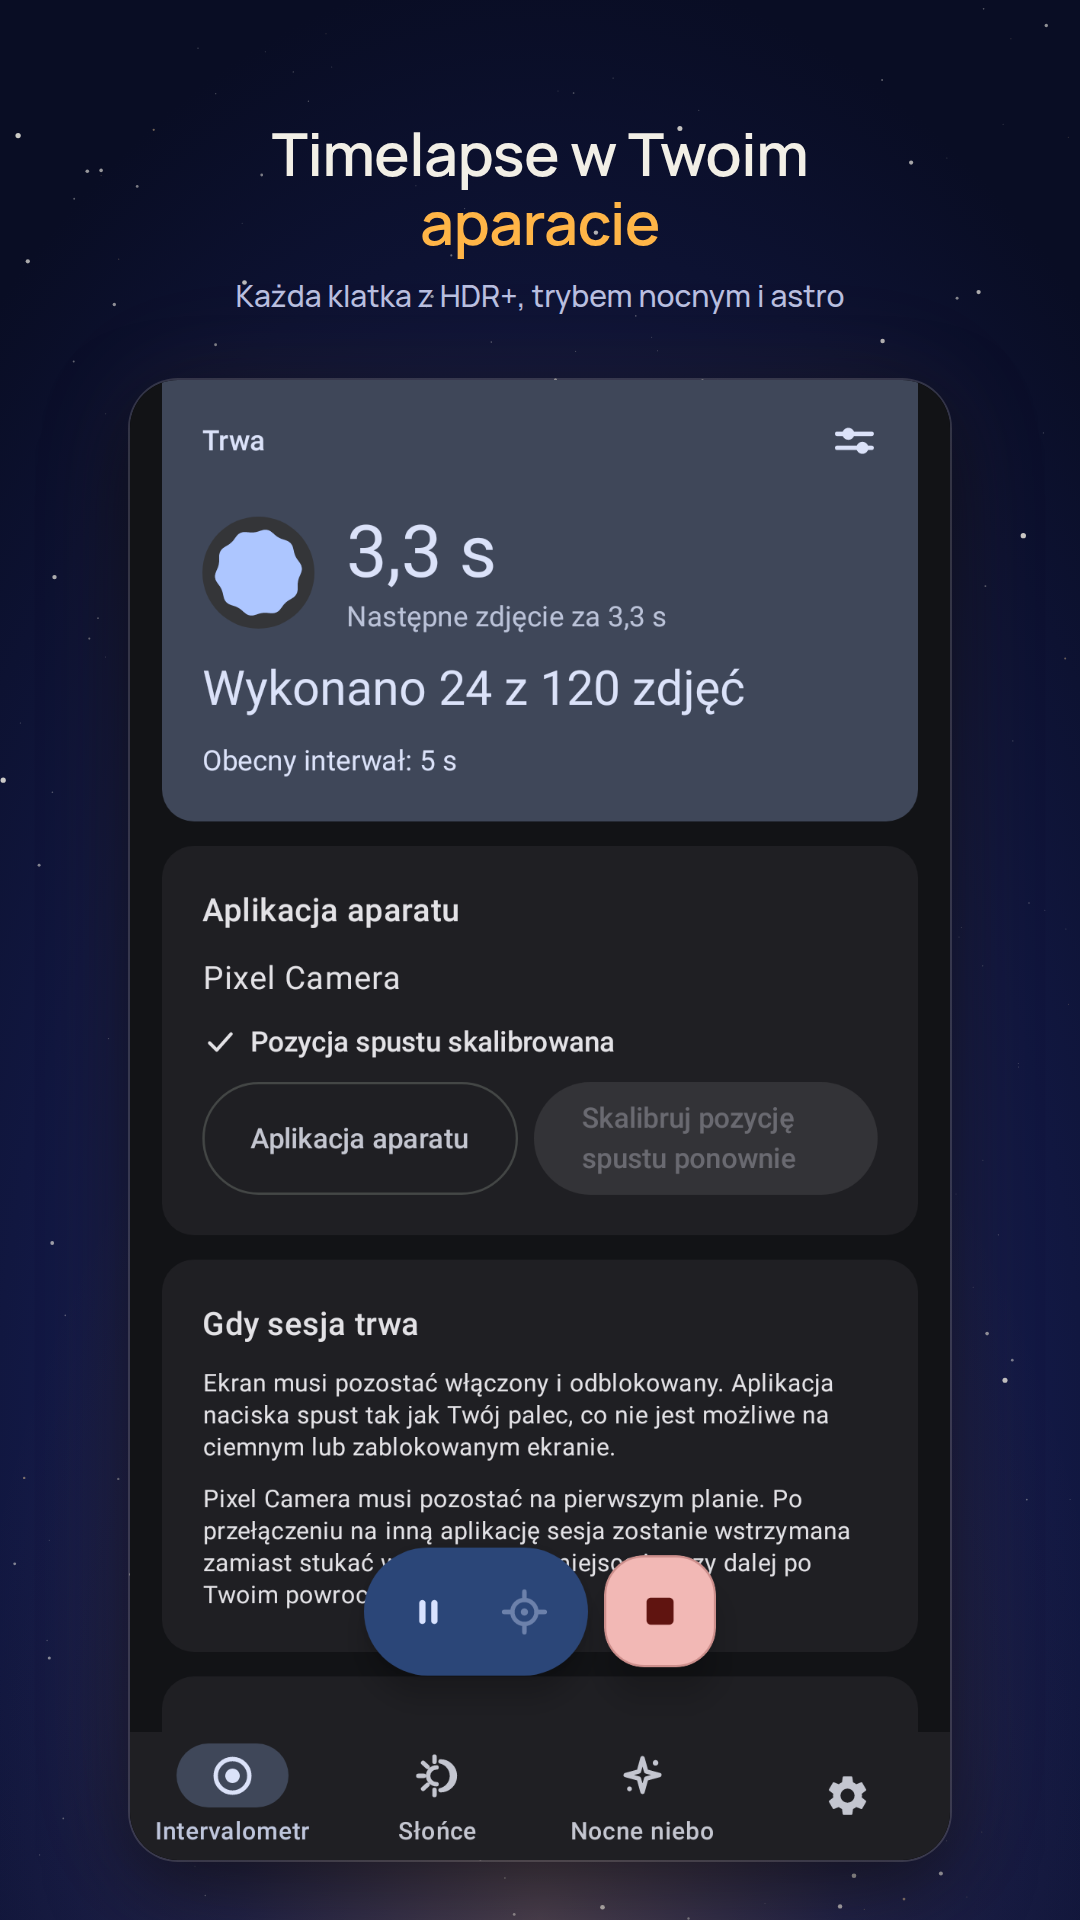 Timelapse w Twoim
aparacie
Każda klatka z HDR+, trybem nocnym i astro
Trwa
3,3 s
Następne zdjęcie za 3,3 s
Wykonano 24 z 120 zdjęć
Obecny interwał: 5 s
Aplikacja aparatu
Pixel Camera
Pozycja spustu skalibrowana
Aplikacja aparatu
Skalibruj pozycję
spustu ponownie
Gdy sesja trwa
Ekran musi pozostać włączony i odblokowany. Aplikacja
naciska spust tak jak Twój palec, co nie jest możliwe na
ciemnym lub zablokowanym ekranie.
Pixel Camera musi pozostać na pierwszym planie. Po
przełączeniu na inną aplikację sesja zostanie wstrzymana
zamiast stukać dalej po
Twoim
Intervalometr
Słońce
Nocne niebo